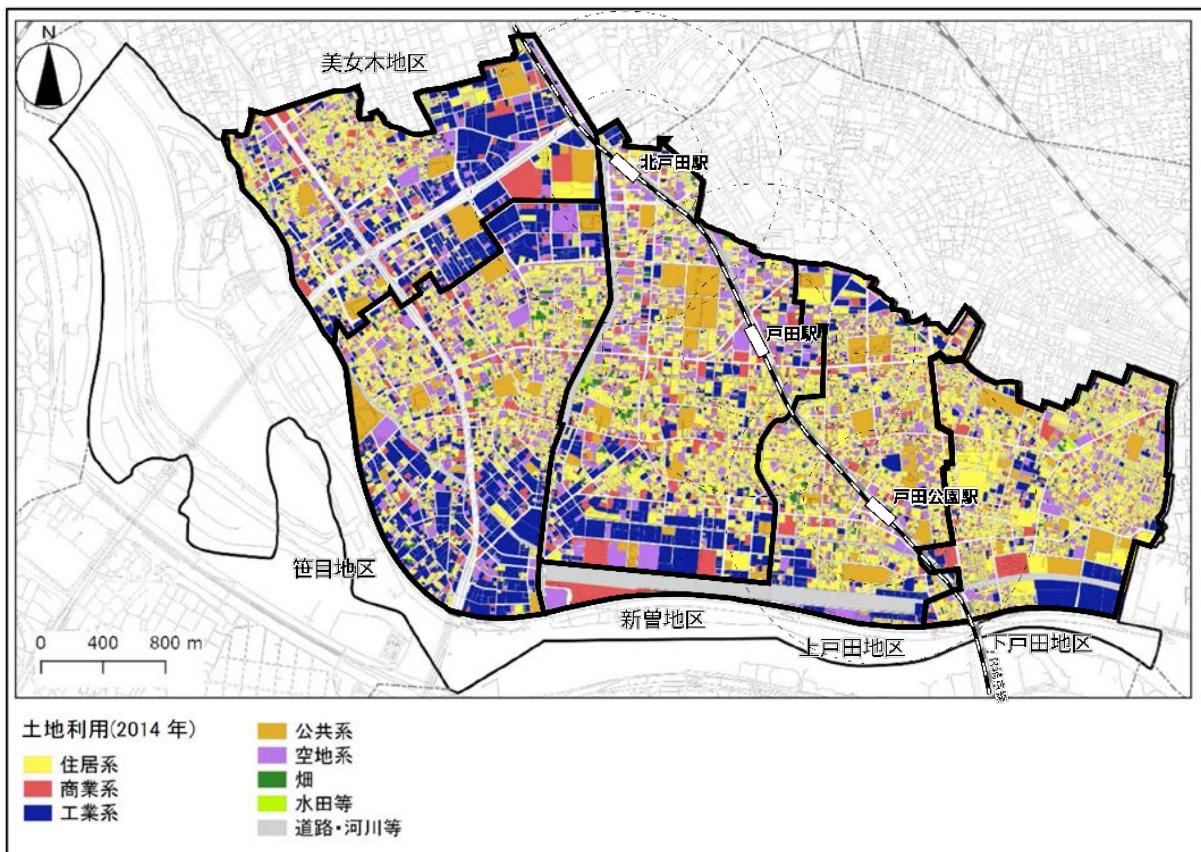 N
美女木地区
北戸田駅
戸田駅
戸田公園駅
笹目地区
新曽地区
上戸田地区
下戸田地区
0 400 800 m
土地利用(2014 年)
住居系
商業系
工業系
公共系
空地系
畑
水田等
道路・河川等